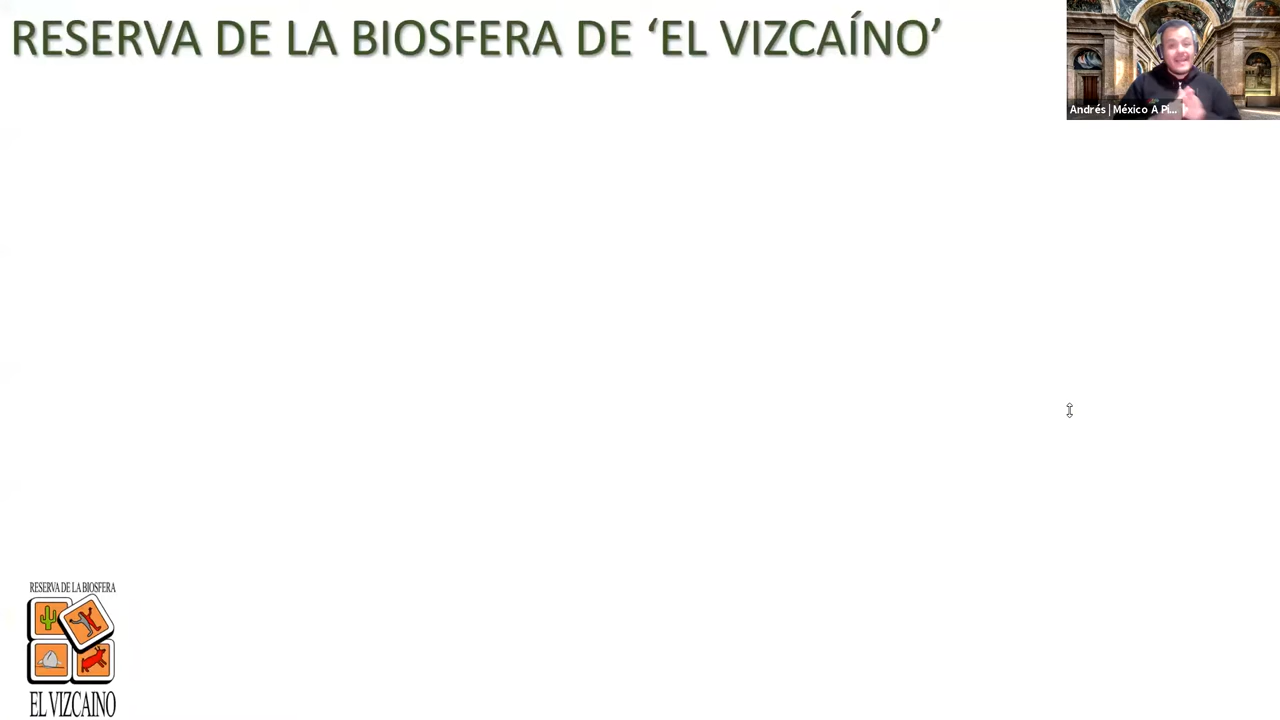 RESERVA DE LA BIOSFERA DE ‘EL VIZCAÍNO’
Andrés | México A Pi...
RESERVA DE LA BIOSFERA
EL VIZCAINO